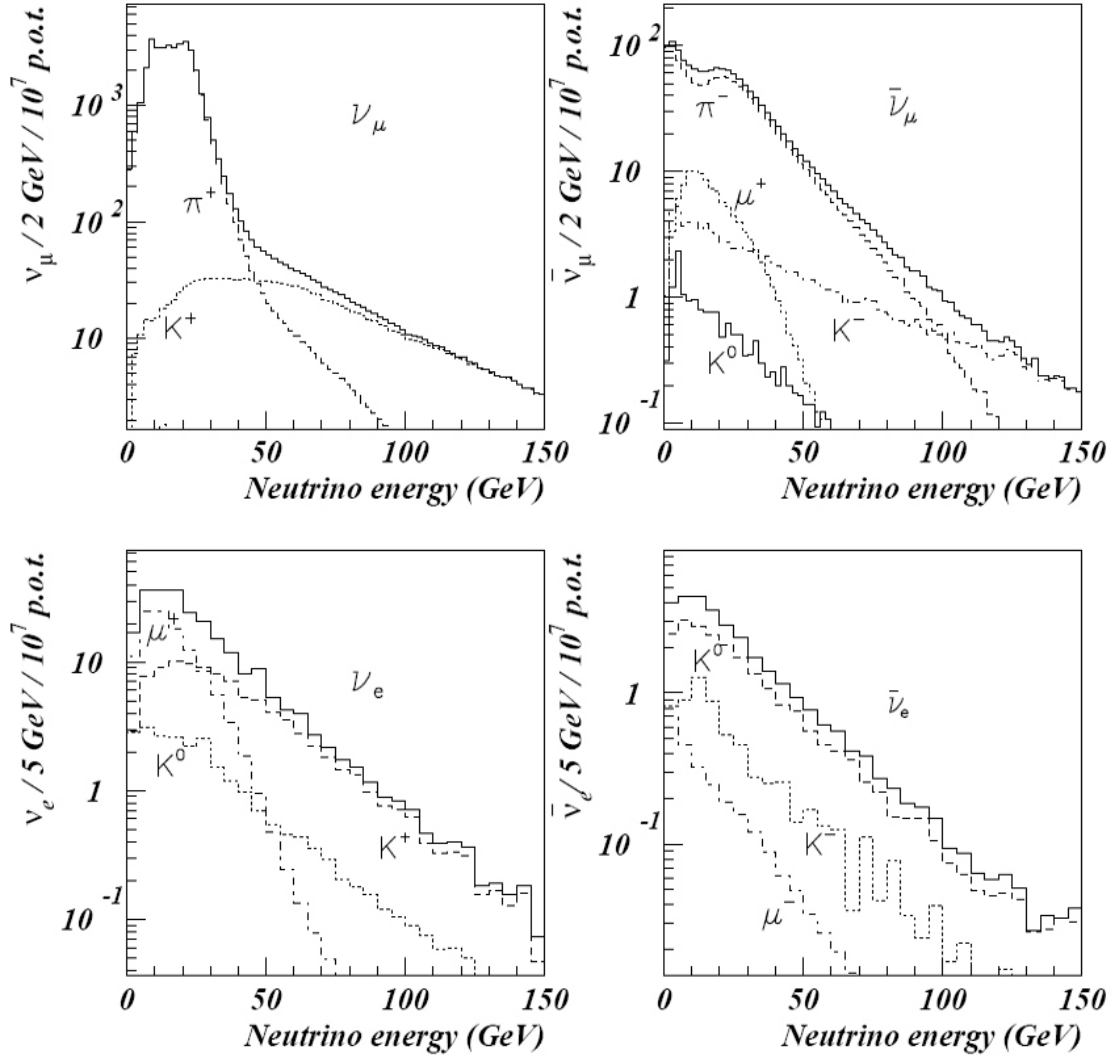 ν_μ / 2 GeV / 10^7 p.o.t.
10^3
10^2
10
ν_μ
π^+
K^+
0 50 100 150
Neutrino energy (GeV)
ν̄_μ / 2 GeV / 10^7 p.o.t.
10^2
10
1
10^-1
ν̄_μ
π^-
μ^+
K^-
K^0
0 50 100 150
Neutrino energy (GeV)
ν_e / 5 GeV / 10^7 p.o.t.
10
1
10^-1
ν_e
μ^+
K^0
K^+
0 50 100 150
Neutrino energy (GeV)
ν̄_e / 5 GeV / 10^7 p.o.t.
1
10^-1
ν̄_e
K^0
K^-
μ^-
0 50 100 150
Neutrino energy (GeV)